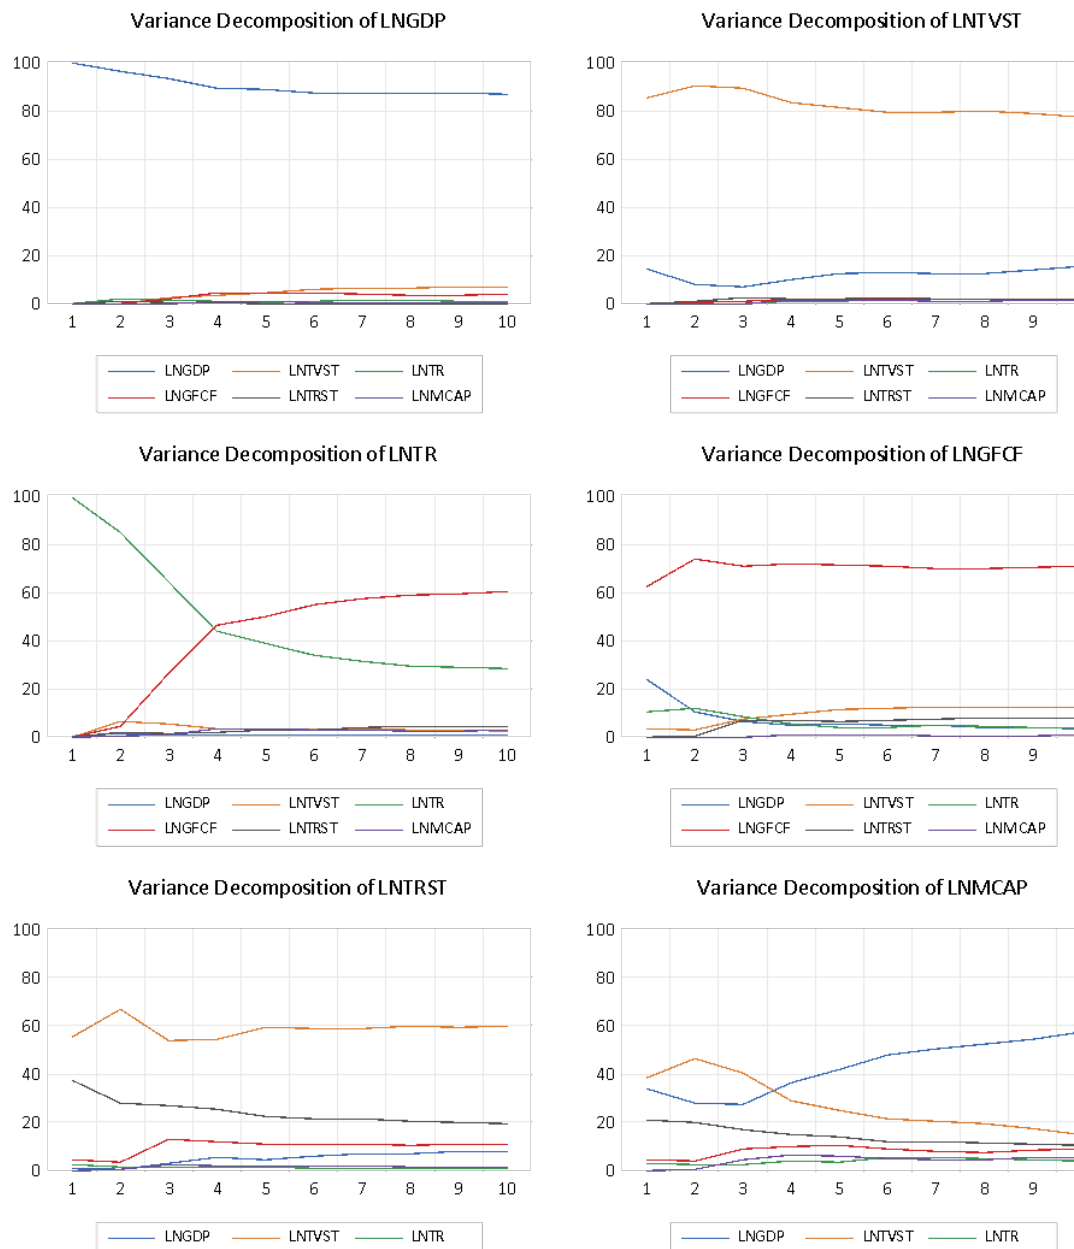 Variance Decomposition of LNGDP
100
80
60
40
20
0
1 2 3 4 5 6 7 8 9 10
LNGDP LNTVST LNTR
LNGFCF LNTRST LNMCAP
Variance Decomposition of LNTVST
100
80
60
40
20
0
1 2 3 4 5 6 7 8 9
LNGDP LNTVST LNTR
LNGFCF LNTRST LNMCAP
Variance Decomposition of LNTR
100
80
60
40
20
0
1 2 3 4 5 6 7 8 9 10
LNGDP LNTVST LNTR
LNGFCF LNTRST LNMCAP
Variance Decomposition of LNGFCF
100
80
60
40
20
0
1 2 3 4 5 6 7 8 9
LNGDP LNTVST LNTR
LNGFCF LNTRST LNMCAP
Variance Decomposition of LNTRST
100
80
60
40
20
0
1 2 3 4 5 6 7 8 9 10
LNGDP LNTVST LNTR
Variance Decomposition of LNMCAP
100
80
60
40
20
0
1 2 3 4 5 6 7 8 9
LNGDP LNTVST LNTR